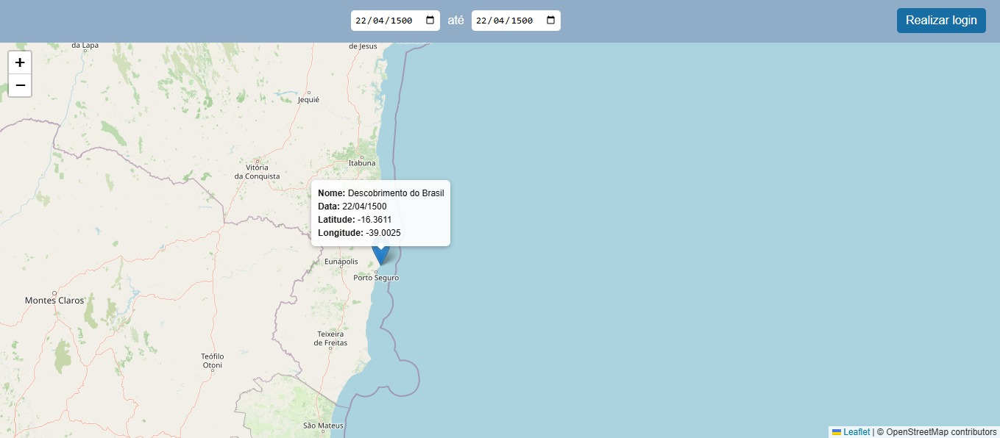 22/04/1500 até 22/04/1500 Realizar login
da Lapa
de Jesus
+
−
Jequié
Itabuna
Vitória
da Conquista
Nome: Descobrimento do Brasil
Data: 22/04/1500
Latitude: -16.3611
Longitude: -39.0025
Eunápolis
Porto Seguro
Montes Claros
Teixeira
de Freitas
Teófilo
Otoni
São Mateus
Leaflet | © OpenStreetMap contributors